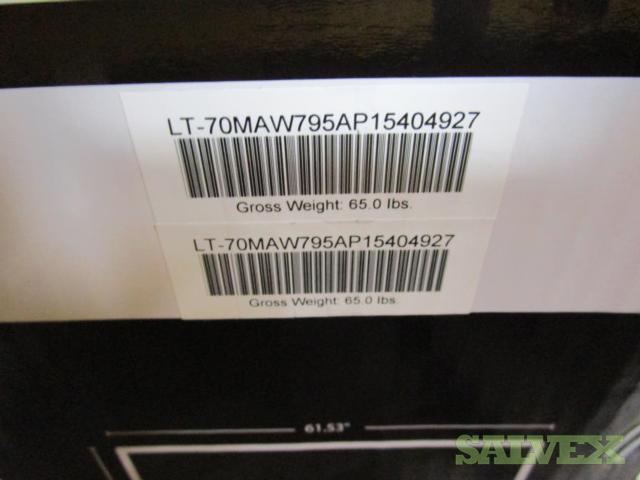 LT-70MAW795AP15404927
Gross Weight: 65.0 lbs.
LT-70MAW795AP15404927
Gross Weight: 65.0 lbs.
61.53"
SALVEX